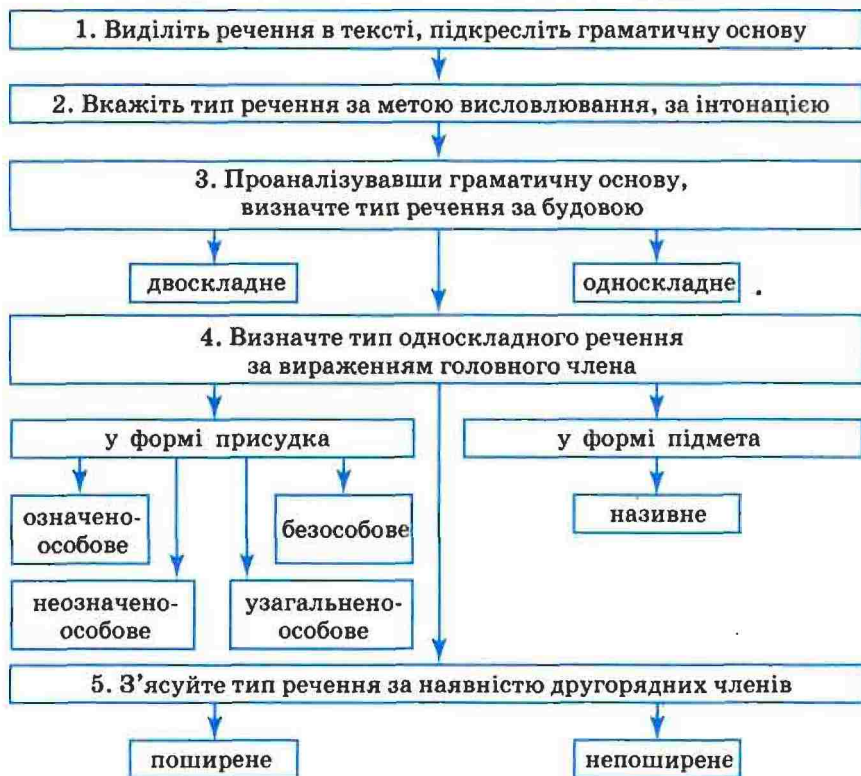 1. Виділіть речення в тексті, підкресліть граматичну основу
2. Вкажіть тип речення за метою висловлювання, за інтонацією
3. Проаналізувавши граматичну основу,
визначте тип речення за будовою
двоскладне
односкладне
4. Визначте тип односкладного речення
за вираженням головного члена
у формі присудка
у формі підмета
означено-
особове
безособове
називне
неозначено-
особове
узагальнено-
особове
5. З'ясуйте тип речення за наявністю другорядних членів
поширене
непоширене